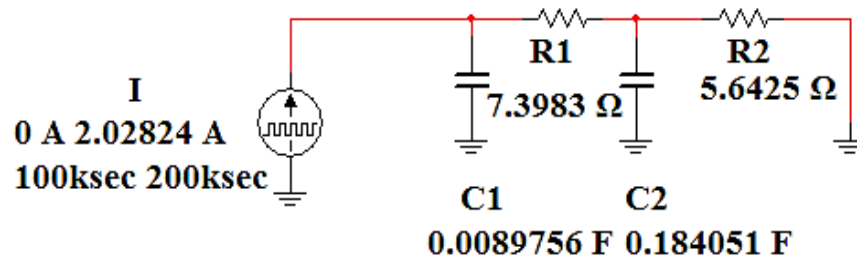 R1
R2
I
7.3983 Ω
5.6425 Ω
0 A 2.02824 A
100ksec 200ksec
C1
C2
0.0089756 F
0.184051 F